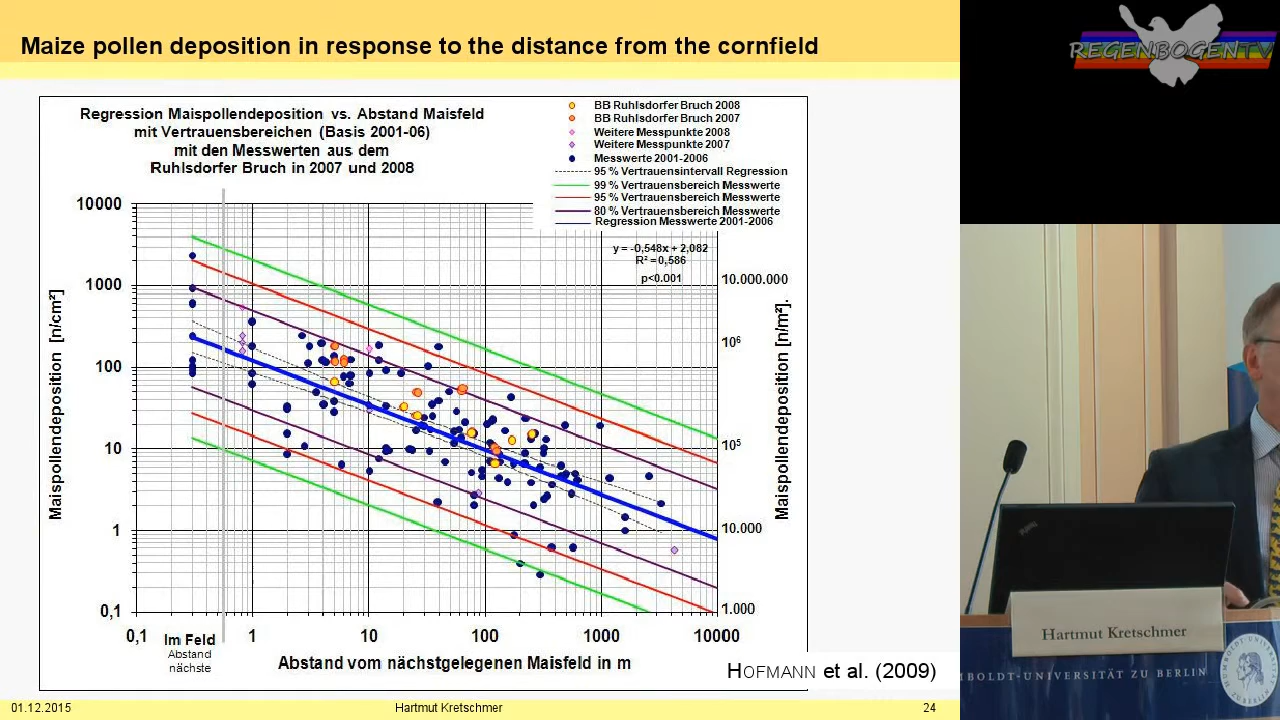 Maize pollen deposition in response to the distance from the cornfield
REGENBOGENTV
Regression Maispollendeposition vs. Abstand Maisfeld
mit Vertrauensbereichen (Basis 2001-06)
mit den Messwerten aus dem
Ruhlsdorfer Bruch in 2007 und 2008
BB Ruhlsdorfer Bruch 2008
BB Ruhlsdorfer Bruch 2007
Weitere Messpunkte 2008
Weitere Messpunkte 2007
Messwerte 2001-2006
95 % Vertrauensintervall Regression
99 % Vertrauensbereich Messwerte
95 % Vertrauensbereich Messwerte
80 % Vertrauensbereich Messwerte
Regression Messwerte 2001-2006
y = -0,548x + 2,082
R² = 0,586
p<0.001
Maispollendeposition [n/cm²]
10000
1000
100
10
1
0,1
10.000.000
10⁶
10⁵
10.000
1.000
Maispollendeposition [n/m²].
0,1
Im Feld
Abstand
nächste
1
10
100
1000
10000
Abstand vom nächstgelegenen Maisfeld in m
HOFMANN et al. (2009)
01.12.2015
Hartmut Kretschmer
24
Hartmut Kretschmer
MBOLDT-UNIVERSITÄT ZU BERLIN